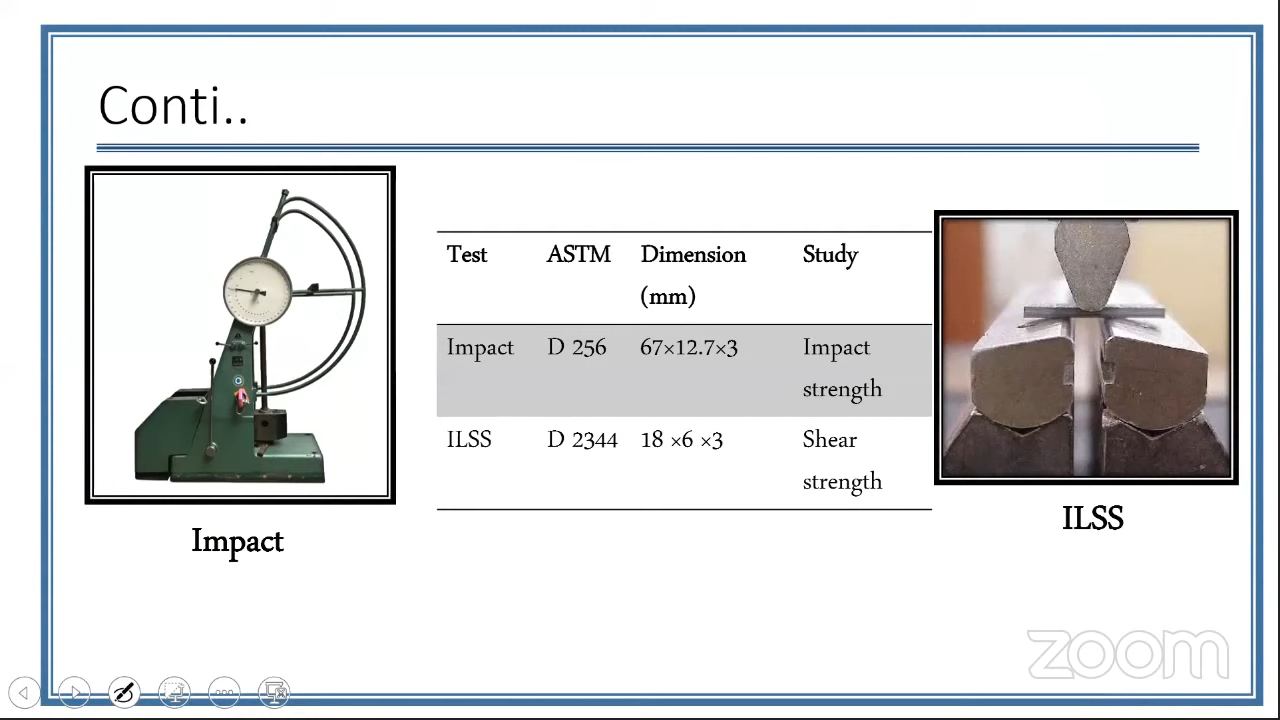 Conti..
Test ASTM Dimension Study
(mm)
Impact D 256 67×12.7×3 Impact
strength
ILSS D 2344 18 ×6 ×3 Shear
strength
Impact
ILSS
zoom